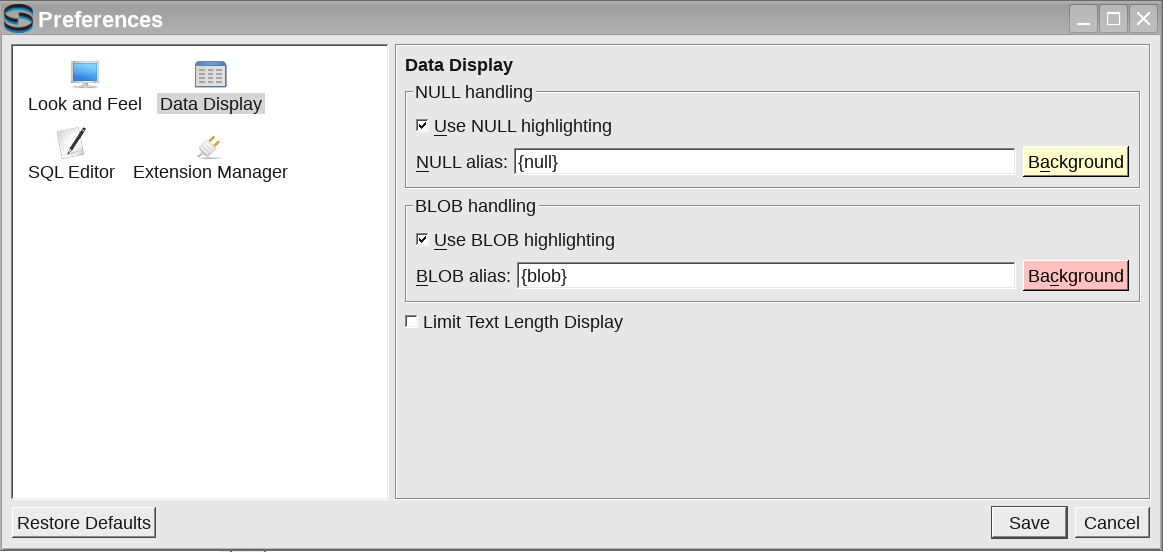 Preferences
Look and Feel
Data Display
SQL Editor
Extension Manager
Data Display
NULL handling
Use NULL highlighting
NULL alias: {null} Background
BLOB handling
Use BLOB highlighting
BLOB alias: {blob} Background
Limit Text Length Display
Restore Defaults
Save
Cancel